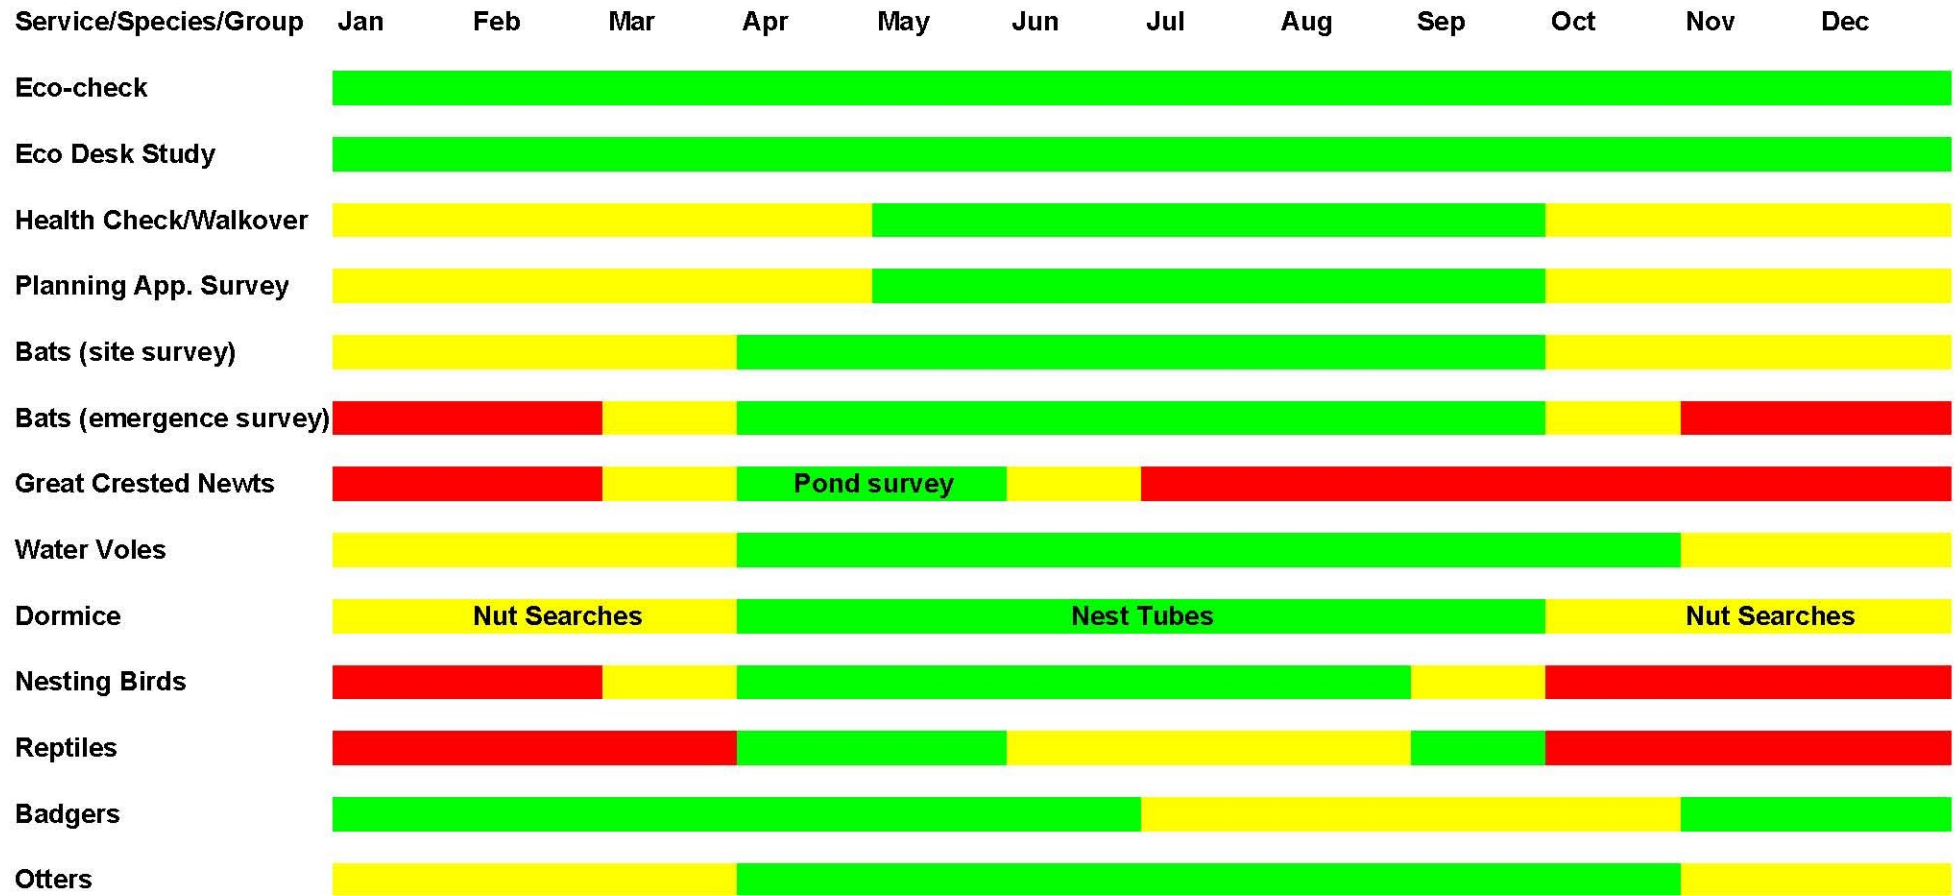 Service/Species/Group Jan Feb Mar Apr May Jun Jul Aug Sep Oct Nov Dec
Eco-check
Eco Desk Study
Health Check/Walkover
Planning App. Survey
Bats (site survey)
Bats (emergence survey)
Great Crested Newts Pond survey
Water Voles
Dormice Nut Searches Nest Tubes Nut Searches
Nesting Birds
Reptiles
Badgers
Otters